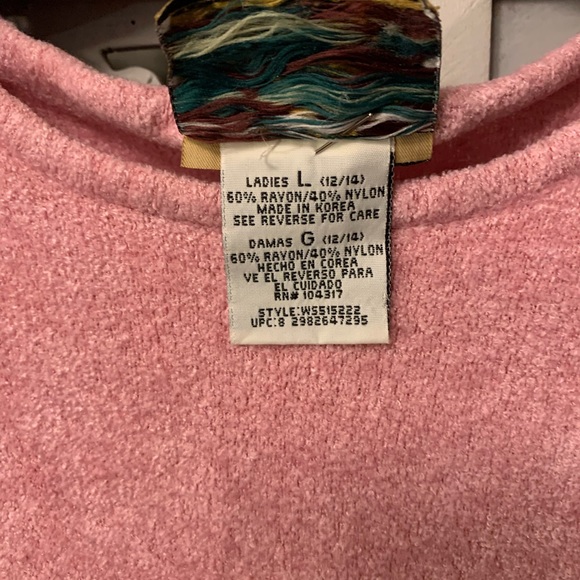 LADIES L (12/14)
60% RAYON/40% NYLON
MADE IN KOREA
SEE REVERSE FOR CARE
DAMAS G (12/14)
60% RAYON/40% NYLON
HECHO EN COREA
VE EL REVERSO PARA
EL CUIDADO
RN# 104317
STYLE:WS515222
UPC:8 2982647295